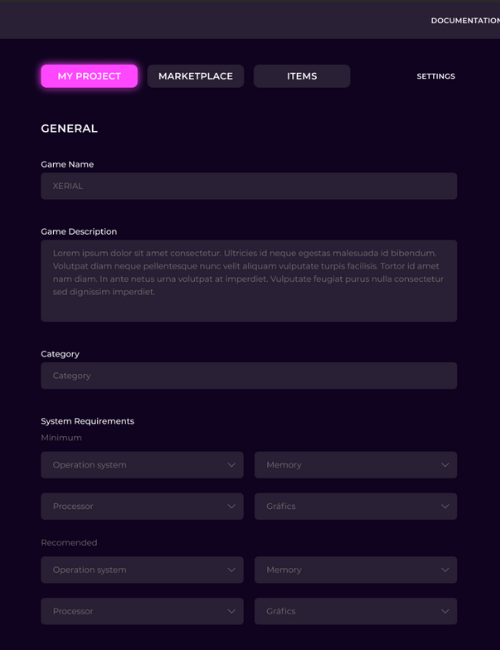 DOCUMENTATION
MY PROJECT
MARKETPLACE
ITEMS
SETTINGS
GENERAL
Game Name
XERIAL
Game Description
Lorem ipsum dolor sit amet consectetur. Ultricies id neque egestas malesuada id bibendum.
Volutpat diam neque pellentesque nunc velit aliquam vulputate turpis facilisis. Tortor id amet
nam diam. In ante netus urna volutpat at imperdiet. Vulputate feugiat purus nulla consectetur
sed dignissim imperdiet.
Category
Category
System Requirements
Minimum
Operation system
Memory
Processor
Gráfics
Recomended
Operation system
Memory
Processor
Gráfics